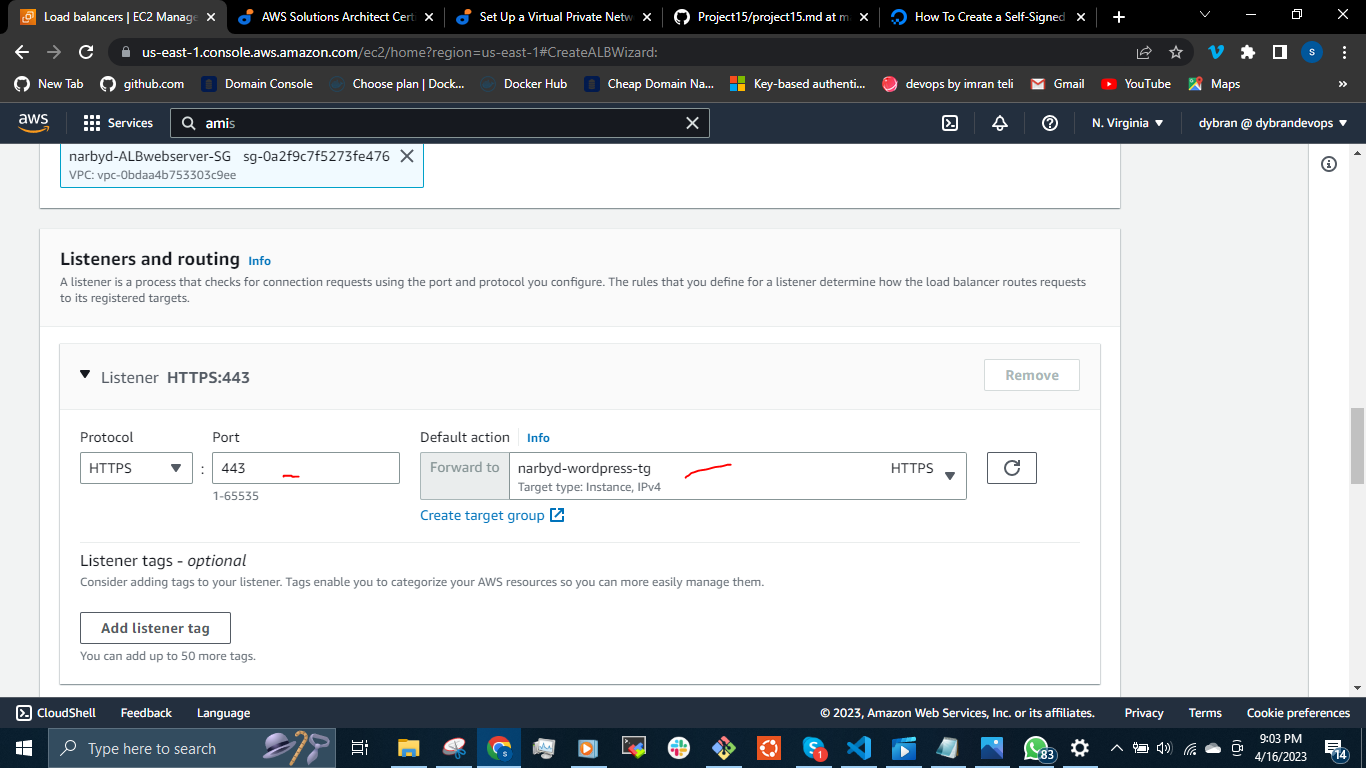 Load balancers | EC2 Manage
AWS Solutions Architect Cert
Set Up a Virtual Private Netw
Project15/project15.md at m
How To Create a Self-Signed
us-east-1.console.aws.amazon.com/ec2/home?region=us-east-1#CreateALBWizard:
S
New Tab
github.com
Domain Console
Choose plan | Dock...
Docker Hub
Cheap Domain Na...
Key-based authenti...
devops by imran teli
Gmail
YouTube
Maps
»
aws
Services
amis
N. Virginia
dybran @ dybrandevops
narbyd-ALBwebserver-SG sg-0a2f9c7f5273fe476
VPC: vpc-0bdaa4b753303c9ee
Listeners and routing Info
A listener is a process that checks for connection requests using the port and protocol you configure. The rules that you define for a listener determine how the load balancer routes requests
to its registered targets.
Listener HTTPS:443
Remove
Protocol
Port
Default action
Info
HTTPS
:
443
Forward to
narbyd-wordpress-tg
HTTPS
Target type: Instance, IPv4
1-65535
Create target group
Listener tags - optional
Consider adding tags to your listener. Tags enable you to categorize your AWS resources so you can more easily manage them.
Add listener tag
You can add up to 50 more tags.
CloudShell
Feedback
Language
© 2023, Amazon Web Services, Inc. or its affiliates.
Privacy
Terms
Cookie preferences
Type here to search
1
83
9:03 PM
4/16/2023
14